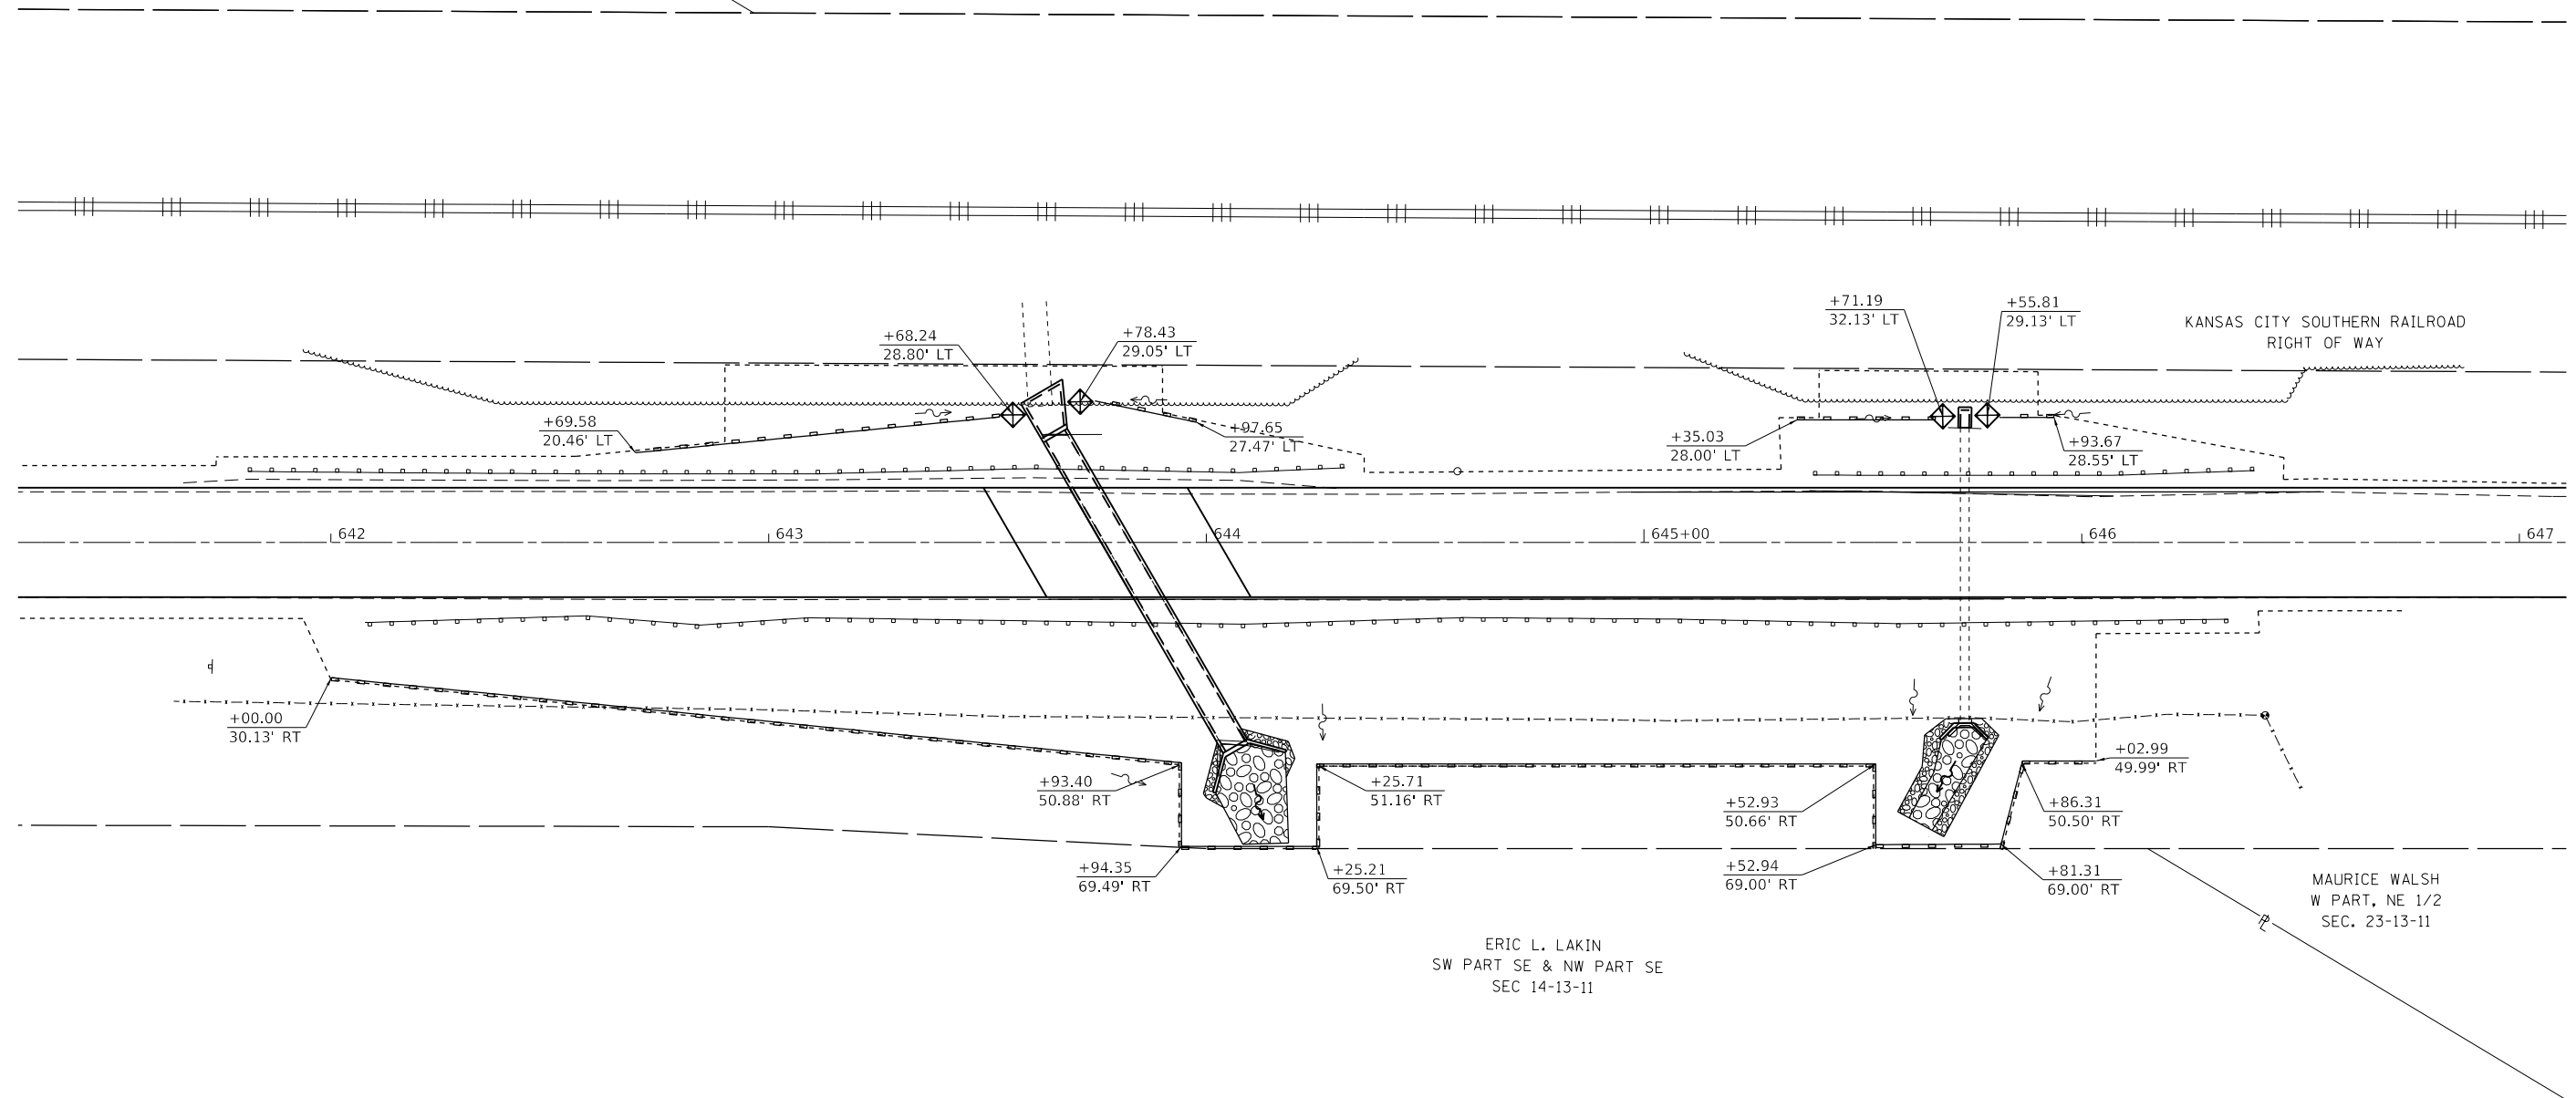 +71.19
32.13' LT
+55.81
29.13' LT
KANSAS CITY SOUTHERN RAILROAD
RIGHT OF WAY
+68.24
28.80' LT
+78.43
29.05' LT
+69.58
20.46' LT
+97.65
27.47' LT
+35.03
28.00' LT
+93.67
28.55' LT
642
643
644
645+00
646
647
+00.00
30.13' RT
+93.40
50.88' RT
+25.71
51.16' RT
+52.93
50.66' RT
+86.31
50.50' RT
+02.99
49.99' RT
+94.35
69.49' RT
+25.21
69.50' RT
+52.94
69.00' RT
+81.31
69.00' RT
MAURICE WALSH
W PART, NE 1/2
SEC. 23-13-11
PL
ERIC L. LAKIN
SW PART SE & NW PART SE
SEC 14-13-11